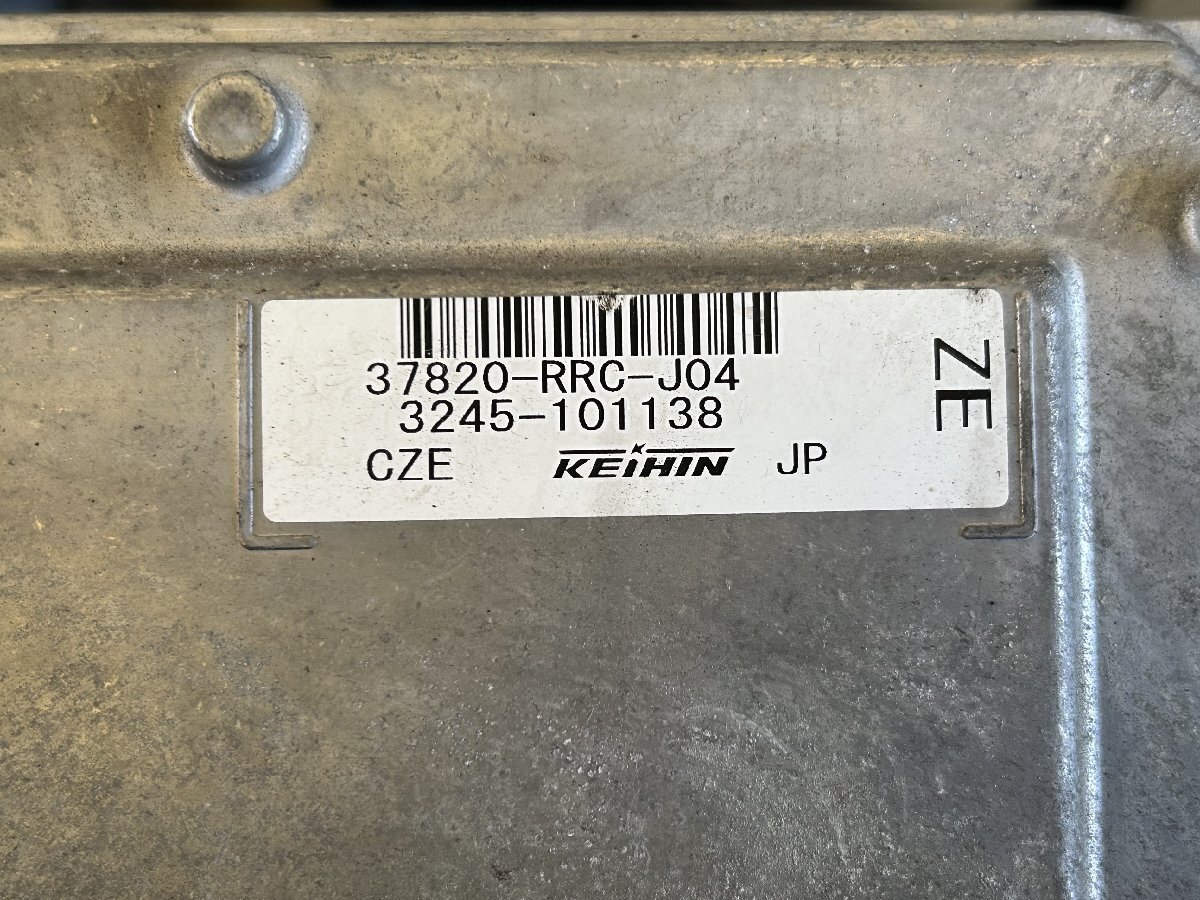 37820-RRC-J04
3245-101138
CZE KEIHIN JP
ZE